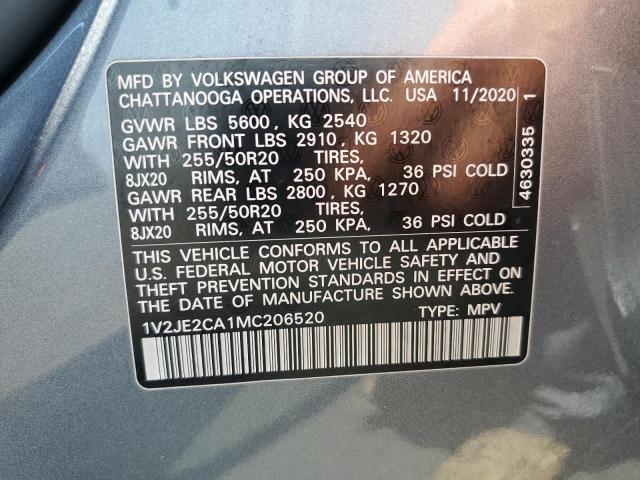 MFD BY VOLKSWAGEN GROUP OF AMERICA
CHATTANOOGA OPERATIONS, LLC. USA 11/2020
GVWR LBS 5600, KG 2540
GAWR FRONT LBS 2910, KG 1320
WITH 255/50R20 TIRES,
8JX20 RIMS, AT 250 KPA, 36 PSI COLD
GAWR REAR LBS 2800, KG 1270
WITH 255/50R20 TIRES,
8JX20 RIMS, AT 250 KPA, 36 PSI COLD
THIS VEHICLE CONFORMS TO ALL APPLICABLE
U.S. FEDERAL MOTOR VEHICLE SAFETY AND
THEFT PREVENTION STANDARDS IN EFFECT ON
THE DATE OF MANUFACTURE SHOWN ABOVE.
1V2JE2CA1MC206520 TYPE: MPV
4630335 1